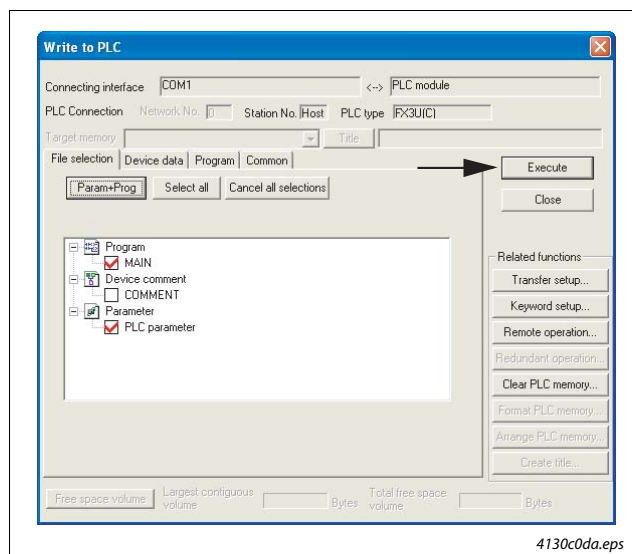 Write to PLC
Connecting interface COM1 <--> PLC module
PLC Connection Network No. 0 Station No. Host PLC type FX3U(C)
Target memory Title
File selection Device data Program Common
Execute
Param+Prog Select all Cancel all selections
Close
Program
MAIN
Device comment
COMMENT
Parameter
PLC parameter
Related functions
Transfer setup...
Keyword setup...
Remote operation...
Redundant operation...
Clear PLC memory...
Format PLC memory...
Arrange PLC memory...
Create title...
Free space volume Largest contiguous volume Bytes Total free space volume Bytes
4130c0da.eps